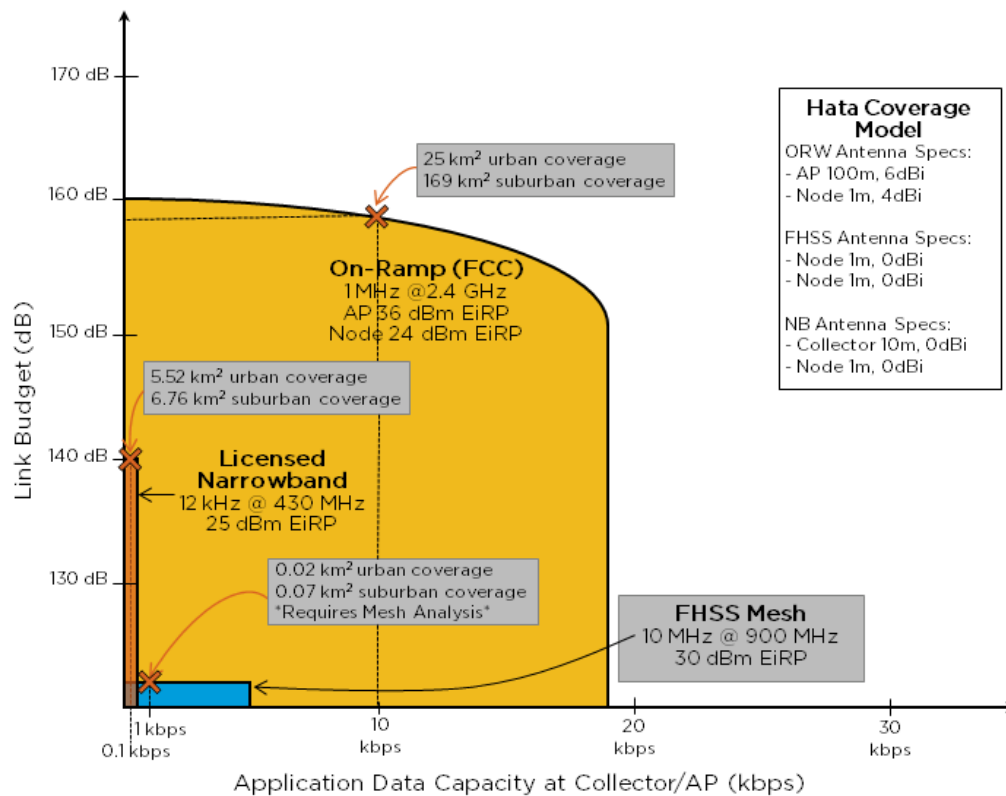 170 dB
160 dB
150 dB
140 dB
130 dB
Link Budget (dB)
25 km² urban coverage
169 km² suburban coverage
On-Ramp (FCC)
1 MHz @2.4 GHz
AP 36 dBm EiRP
Node 24 dBm EiRP
5.52 km² urban coverage
6.76 km² suburban coverage
Licensed
Narrowband
12 kHz @ 430 MHz
25 dBm EiRP
0.02 km² urban coverage
0.07 km² suburban coverage
*Requires Mesh Analysis*
FHSS Mesh
10 MHz @ 900 MHz
30 dBm EiRP
Hata Coverage
Model
ORW Antenna Specs:
- AP 100m, 6dBi
- Node 1m, 4dBi
FHSS Antenna Specs:
- Node 1m, 0dBi
- Node 1m, 0dBi
NB Antenna Specs:
- Collector 10m, 0dBi
- Node 1m, 0dBi
1 kbps
0.1 kbps
10
kbps
20
kbps
30
kbps
Application Data Capacity at Collector/AP (kbps)